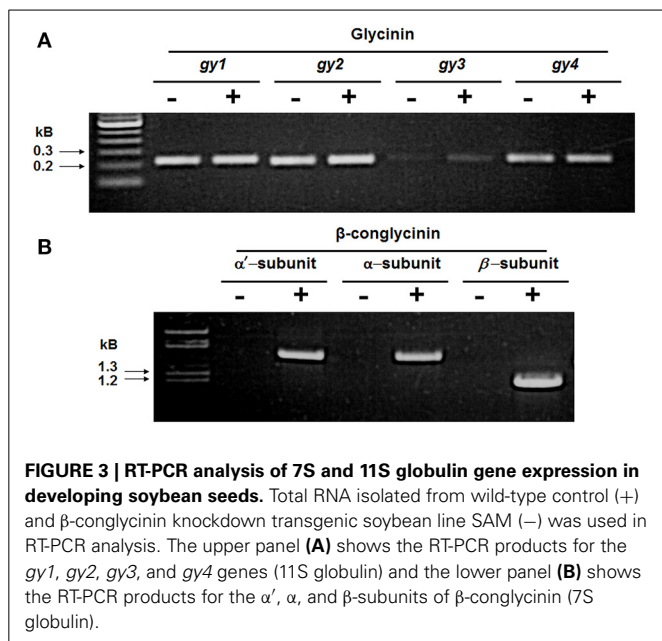 A
Glycinin
gy1 gy2 gy3 gy4
- + - + - + - +
kB
0.3
0.2
B
β-conglycinin
α′–subunit α–subunit β–subunit
- + - + - +
kB
1.3
1.2
FIGURE 3 | RT-PCR analysis of 7S and 11S globulin gene expression in
developing soybean seeds. Total RNA isolated from wild-type control (+)
and β-conglycinin knockdown transgenic soybean line SAM (−) was used in
RT-PCR analysis. The upper panel (A) shows the RT-PCR products for the
gy1, gy2, gy3, and gy4 genes (11S globulin) and the lower panel (B) shows
the RT-PCR products for the α′, α, and β-subunits of β-conglycinin (7S
globulin).